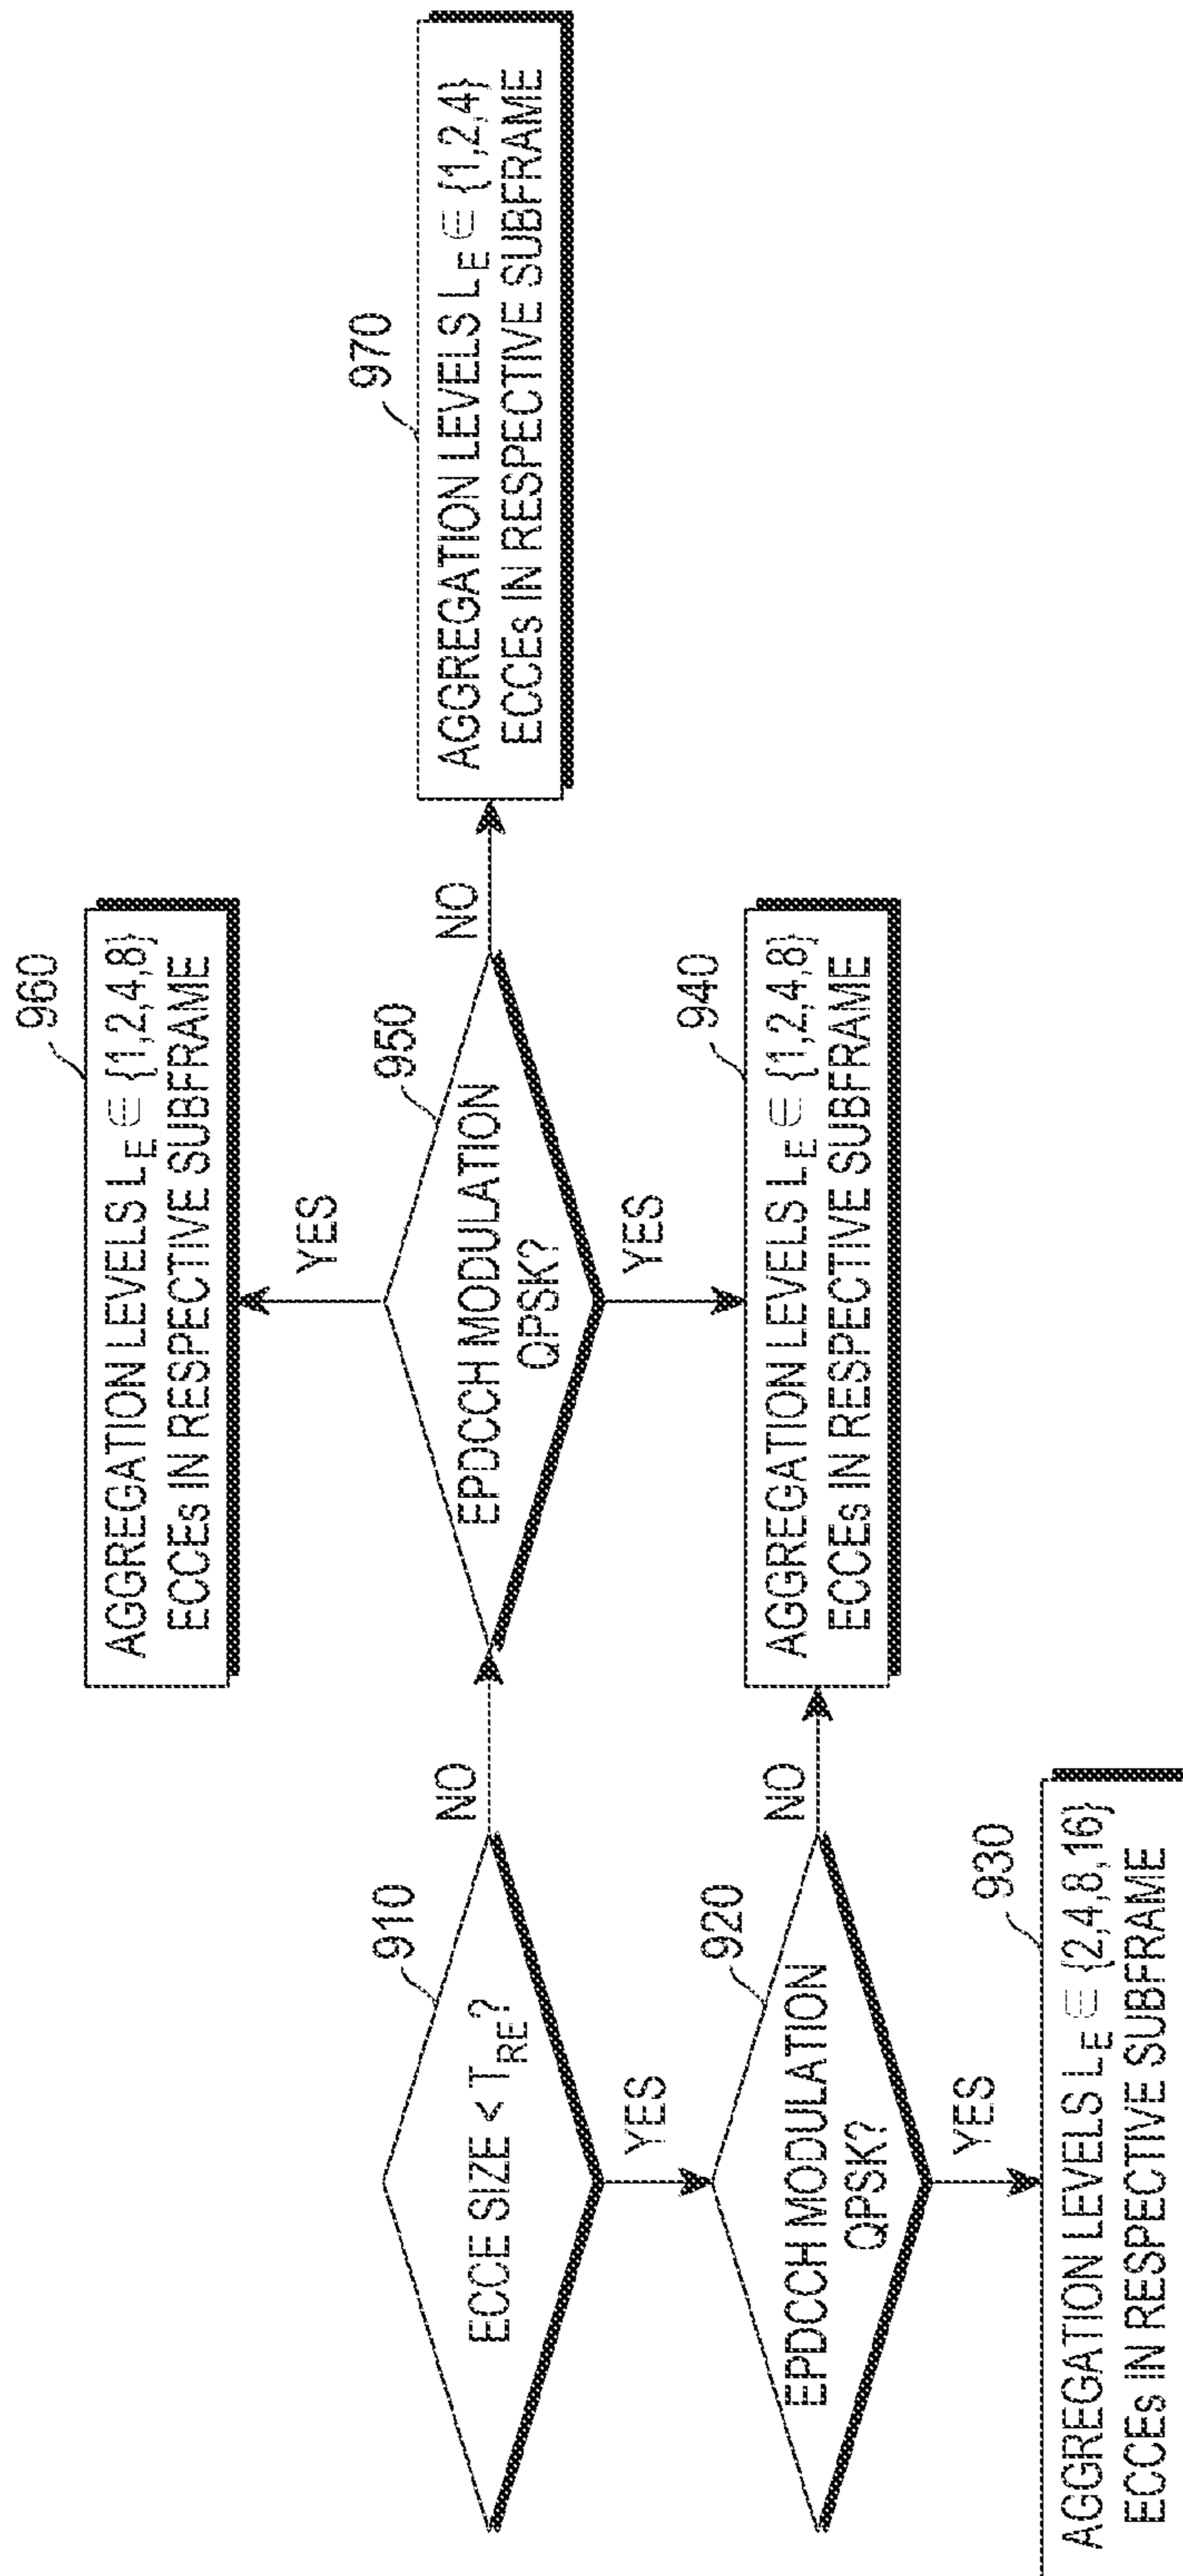 910
ECCE SIZE < T_RE?
NO
YES
920
EPDCCH MODULATION
QPSK?
NO
YES
930
AGGREGATION LEVELS L_E ∈ {2,4,8,16}
ECCEs IN RESPECTIVE SUBFRAME
940
AGGREGATION LEVELS L_E ∈ {1,2,4,8}
ECCEs IN RESPECTIVE SUBFRAME
950
EPDCCH MODULATION
QPSK?
YES
YES
NO
960
AGGREGATION LEVELS L_E ∈ {1,2,4,8}
ECCEs IN RESPECTIVE SUBFRAME
970
AGGREGATION LEVELS L_E ∈ {1,2,4}
ECCEs IN RESPECTIVE SUBFRAME